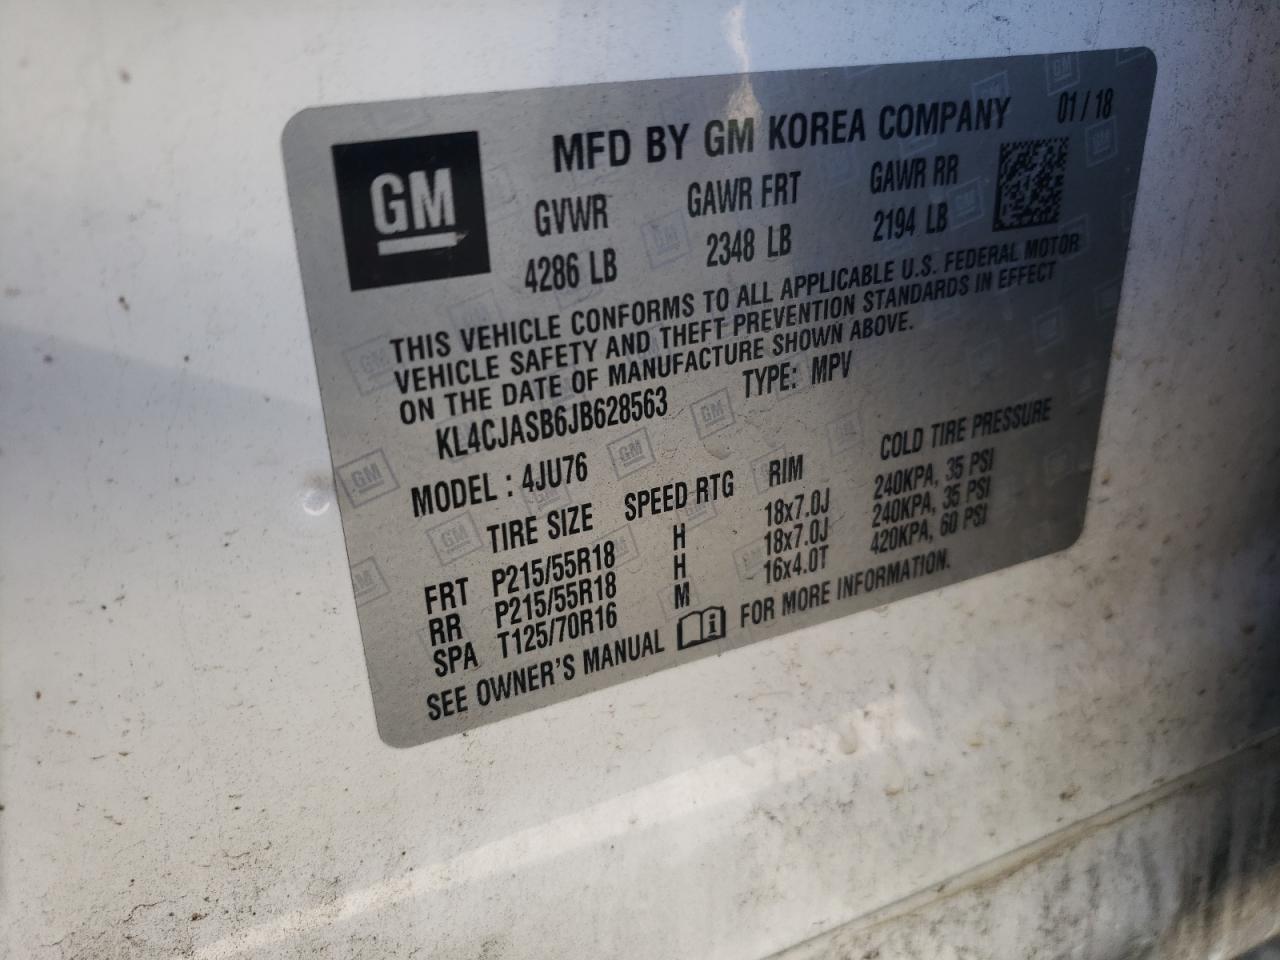 GM
MFD BY GM KOREA COMPANY 01/18
GVWR GAWR FRT GAWR RR
4286 LB 2348 LB 2194 LB
THIS VEHICLE CONFORMS TO ALL APPLICABLE U.S. FEDERAL MOTOR
VEHICLE SAFETY AND THEFT PREVENTION STANDARDS IN EFFECT
ON THE DATE OF MANUFACTURE SHOWN ABOVE.
KL4CJASB6JB628563 TYPE: MPV
MODEL : 4JU76
TIRE SIZE SPEED RTG RIM COLD TIRE PRESSURE
FRT P215/55R18 H 18x7.0J 240KPA, 35 PSI
RR P215/55R18 H 18x7.0J 240KPA, 35 PSI
SPA T125/70R16 M 16x4.0T 420KPA, 60 PSI
SEE OWNER'S MANUAL FOR MORE INFORMATION.